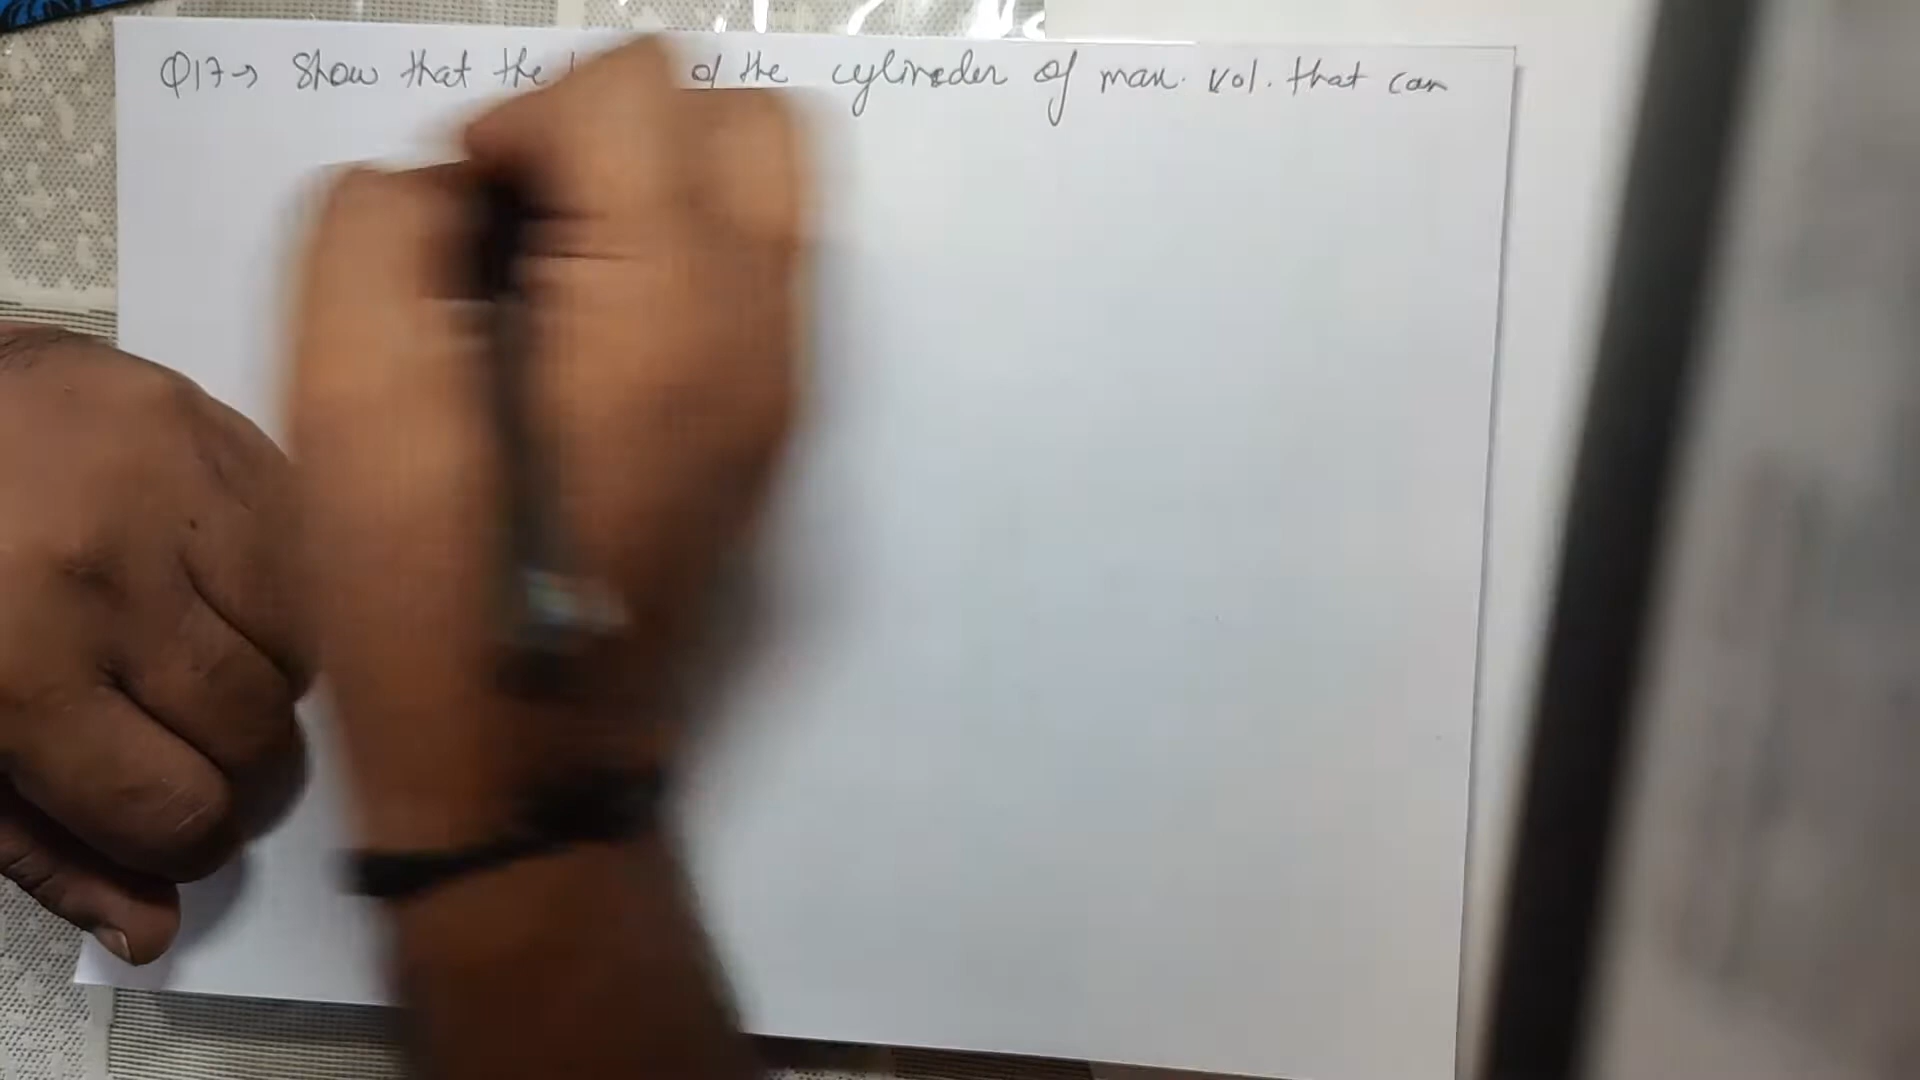 Q17→ Show that the of the cylinder of max. vol. that can